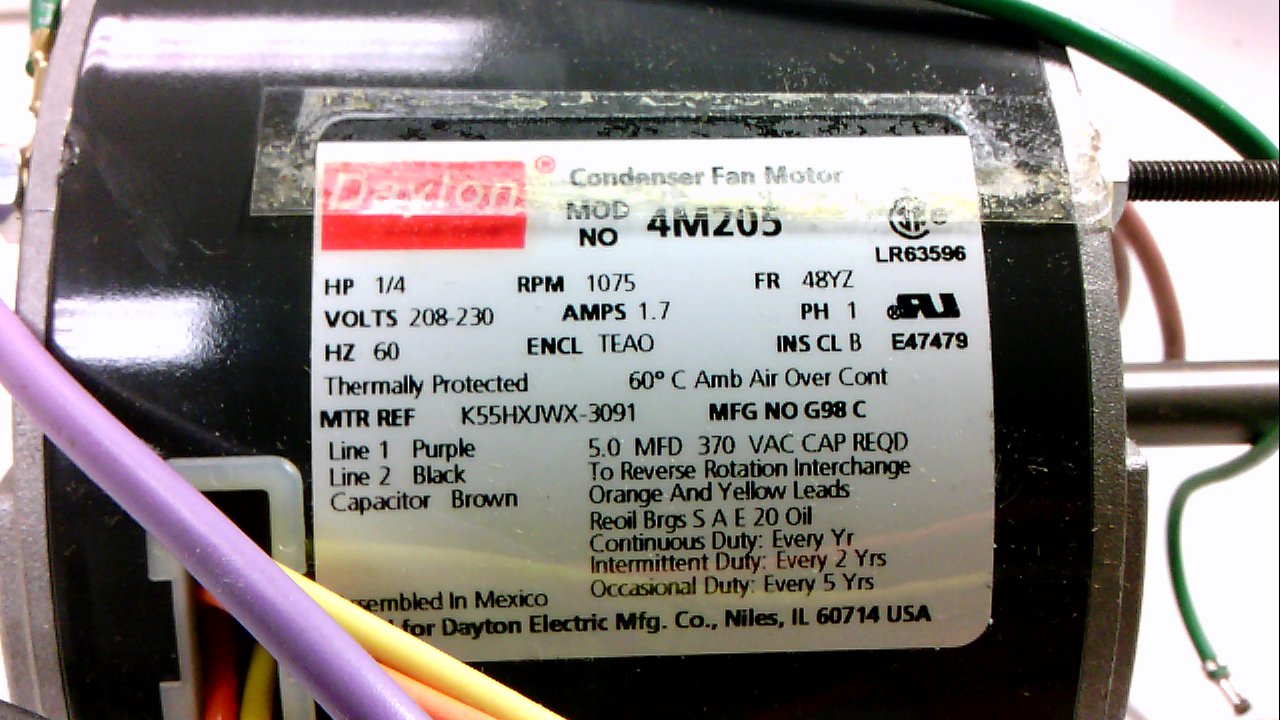 Dayton ® Condenser Fan Motor
MOD NO 4M205
LR63596
HP 1/4 RPM 1075 FR 48YZ
VOLTS 208-230 AMPS 1.7 PH 1
HZ 60 ENCL TEAO INS CL B E47479
Thermally Protected 60° C Amb Air Over Cont
MTR REF K55HXJWX-3091 MFG NO G98 C
Line 1 Purple 5.0 MFD 370 VAC CAP REQD
Line 2 Black To Reverse Rotation Interchange
Capacitor Brown Orange And Yellow Leads
Reoil Brgs S A E 20 Oil
Continuous Duty: Every Yr
Intermittent Duty: Every 2 Yrs
Occasional Duty: Every 5 Yrs
sembled In Mexico
for Dayton Electric Mfg. Co., Niles, IL 60714 USA